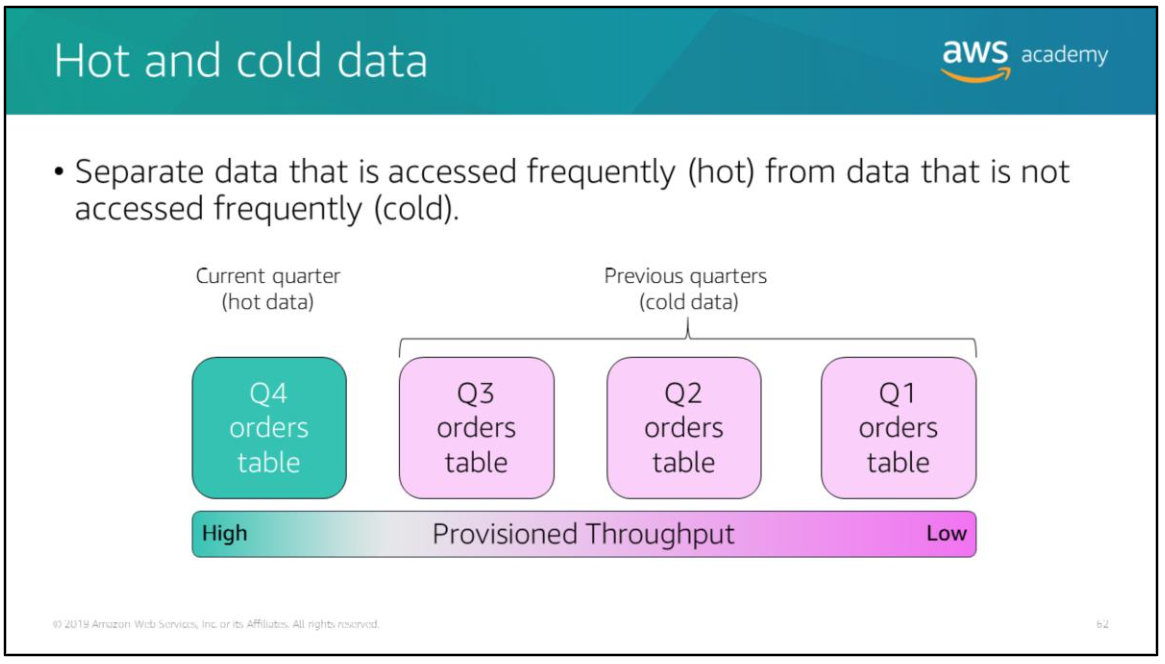 Hot and cold data
aws academy
• Separate data that is accessed frequently (hot) from data that is not
accessed frequently (cold).
Current quarter
(hot data)
Previous quarters
(cold data)
Q4
orders
table
Q3
orders
table
Q2
orders
table
Q1
orders
table
High Provisioned Throughput Low
© 2019 Amazon Web Services, Inc. or its Affiliates. All rights reserved.
62